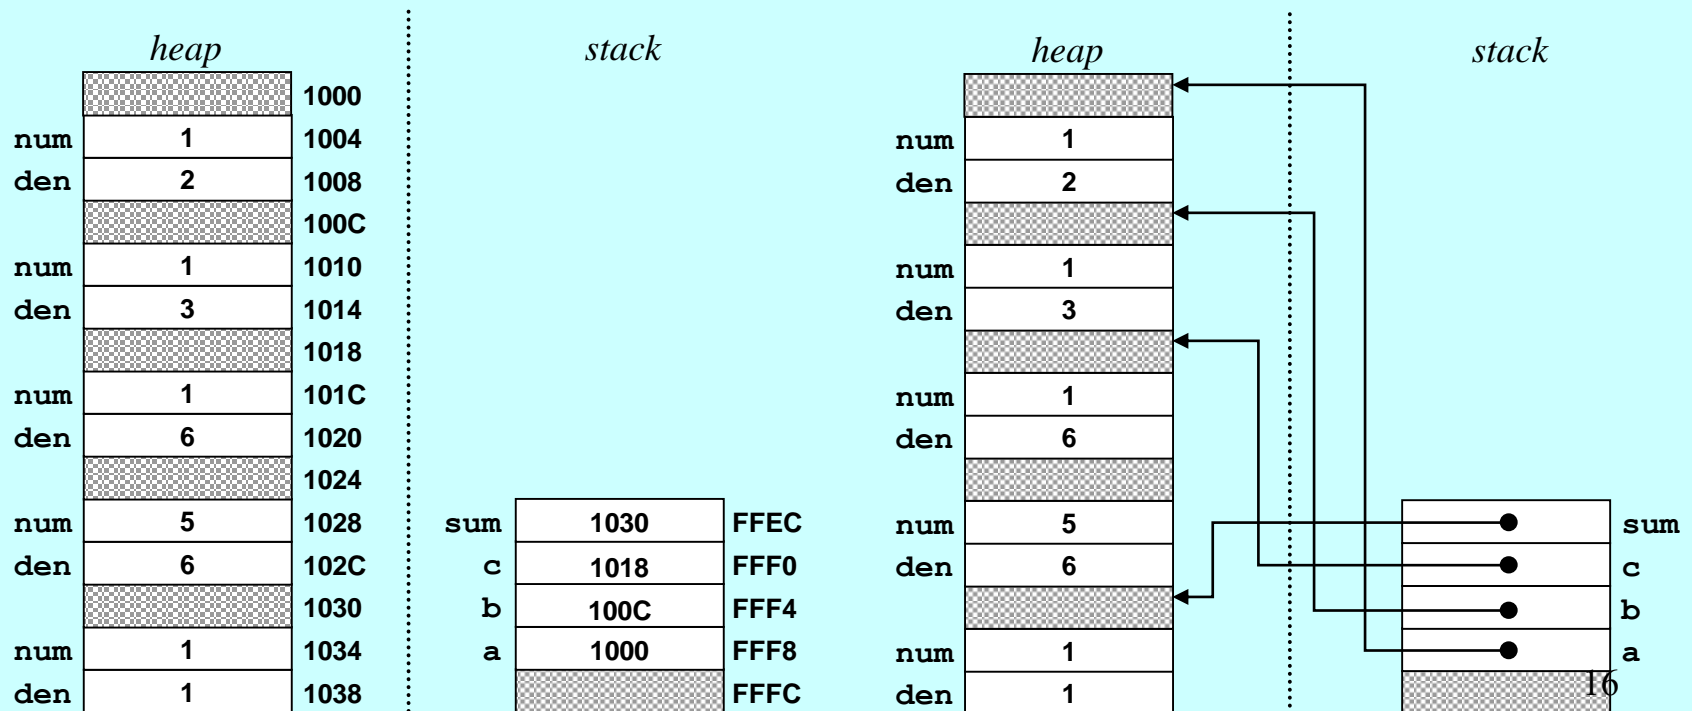 heap stack heap stack
1000
num 1 1004 num 1
den 2 1008 den 2
100C
num 1 1010 num 1
den 3 1014 den 3
1018
num 1 101C num 1
den 6 1020 den 6
1024
num 5 1028 sum 1030 FFEC num 5 sum
den 6 102C c 1018 FFF0 den 6 c
1030 b 100C FFF4 b
num 1 1034 a 1000 FFF8 num 1 a
den 1 1038 FFFC den 1 16